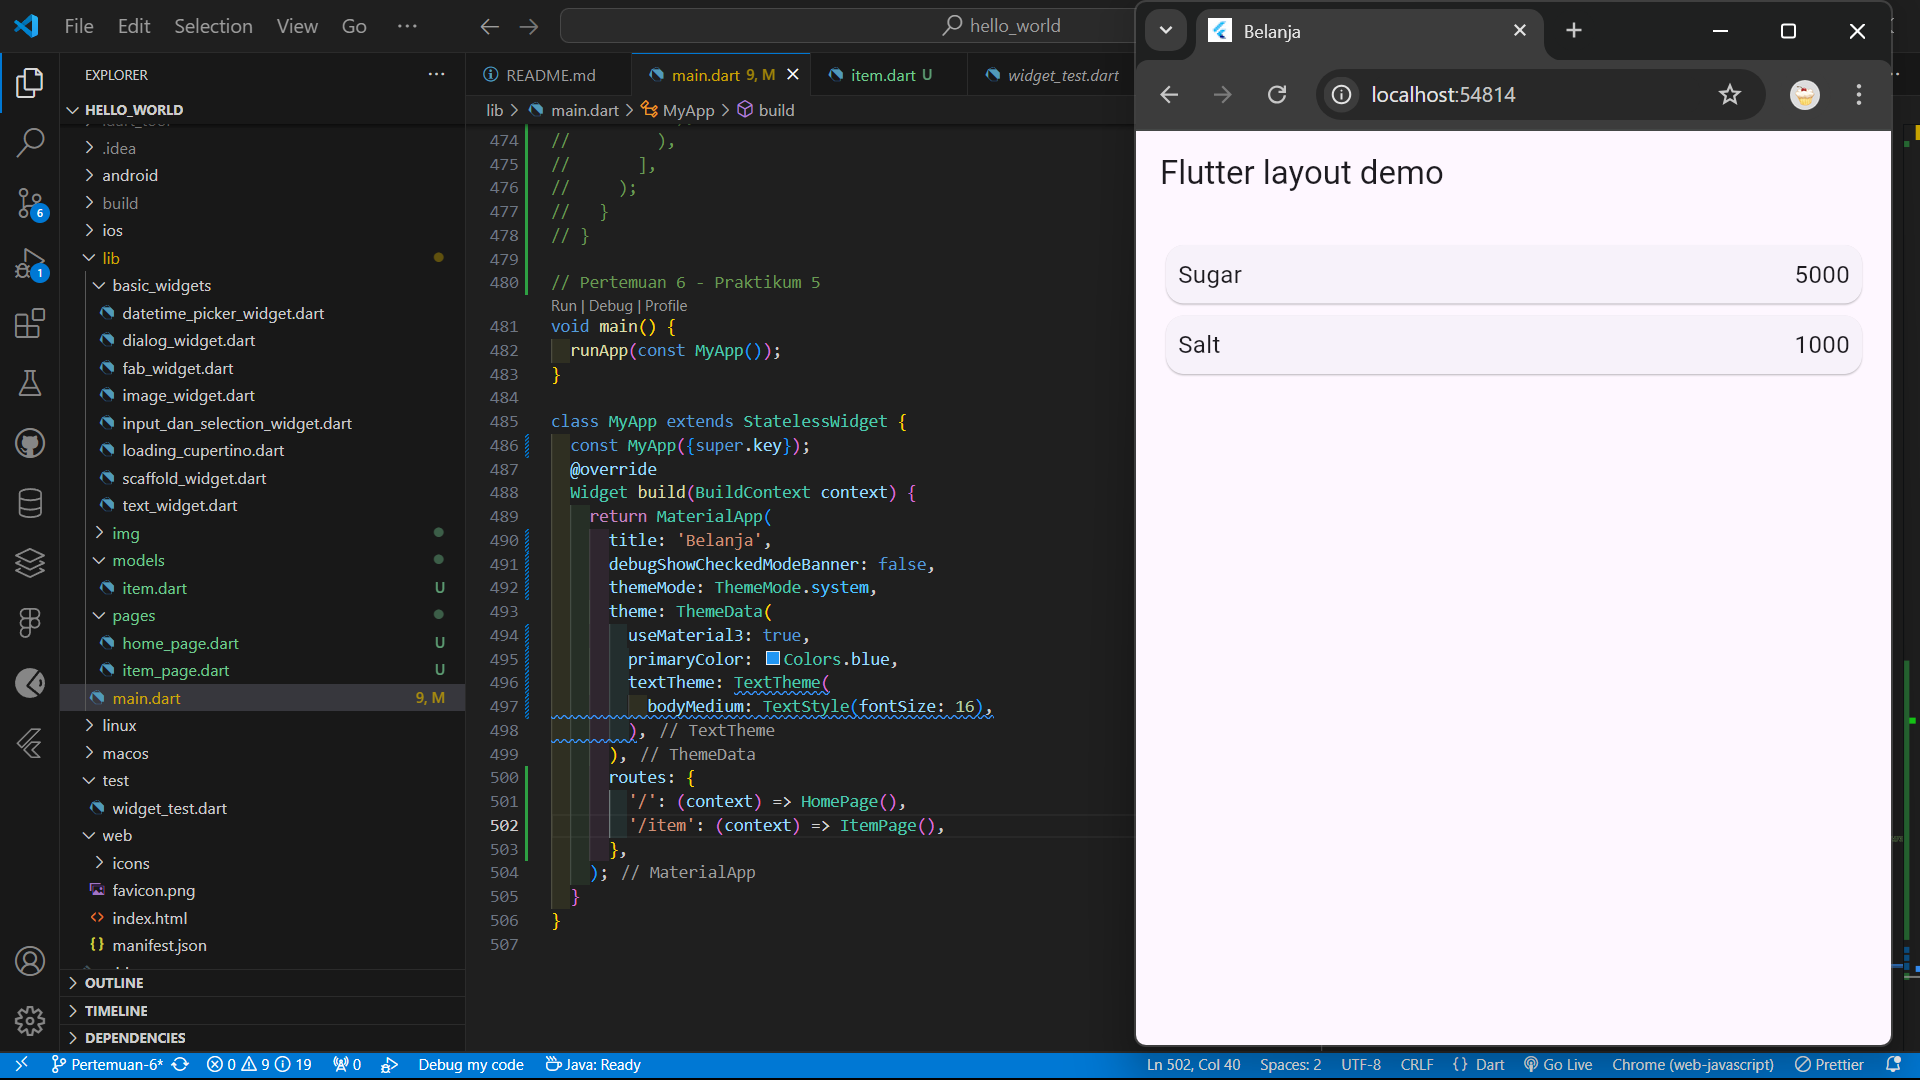 File Edit Selection View Go ···
hello_world
EXPLORER
HELLO_WORLD
.idea
android
build
ios
lib
basic_widgets
datetime_picker_widget.dart
dialog_widget.dart
fab_widget.dart
image_widget.dart
input_dan_selection_widget.dart
loading_cupertino.dart
scaffold_widget.dart
text_widget.dart
img
models
item.dart U
pages
home_page.dart U
item_page.dart U
main.dart 9, M
linux
macos
test
widget_test.dart
web
icons
favicon.png
index.html
manifest.json
OUTLINE
TIMELINE
DEPENDENCIES
README.md main.dart 9, M item.dart U widget_test.dart
lib > main.dart > MyApp > build
474 // ),
475 // ],
476 // );
477 // }
478 // }
479
480 // Pertemuan 6 - Praktikum 5
Run | Debug | Profile
481 void main() {
482 runApp(const MyApp());
483 }
484
485 class MyApp extends StatelessWidget {
486 const MyApp({super.key});
487 @override
488 Widget build(BuildContext context) {
489 return MaterialApp(
490 title: 'Belanja',
491 debugShowCheckedModeBanner: false,
492 themeMode: ThemeMode.system,
493 theme: ThemeData(
494 useMaterial3: true,
495 primaryColor: Colors.blue,
496 textTheme: TextTheme(
497 bodyMedium: TextStyle(fontSize: 16),
498 ), // TextTheme
499 ), // ThemeData
500 routes: {
501 '/': (context) => HomePage(),
502 '/item': (context) => ItemPage(),
503 },
504 ); // MaterialApp
505 }
506 }
507
Belanja
localhost:54814
Flutter layout demo
Sugar 5000
Salt 1000
6
1
Pertemuan-6* 0 9 19 0 Debug my code Java: Ready
Ln 502, Col 40 Spaces: 2 UTF-8 CRLF {} Dart Go Live Chrome (web-javascript) Prettier